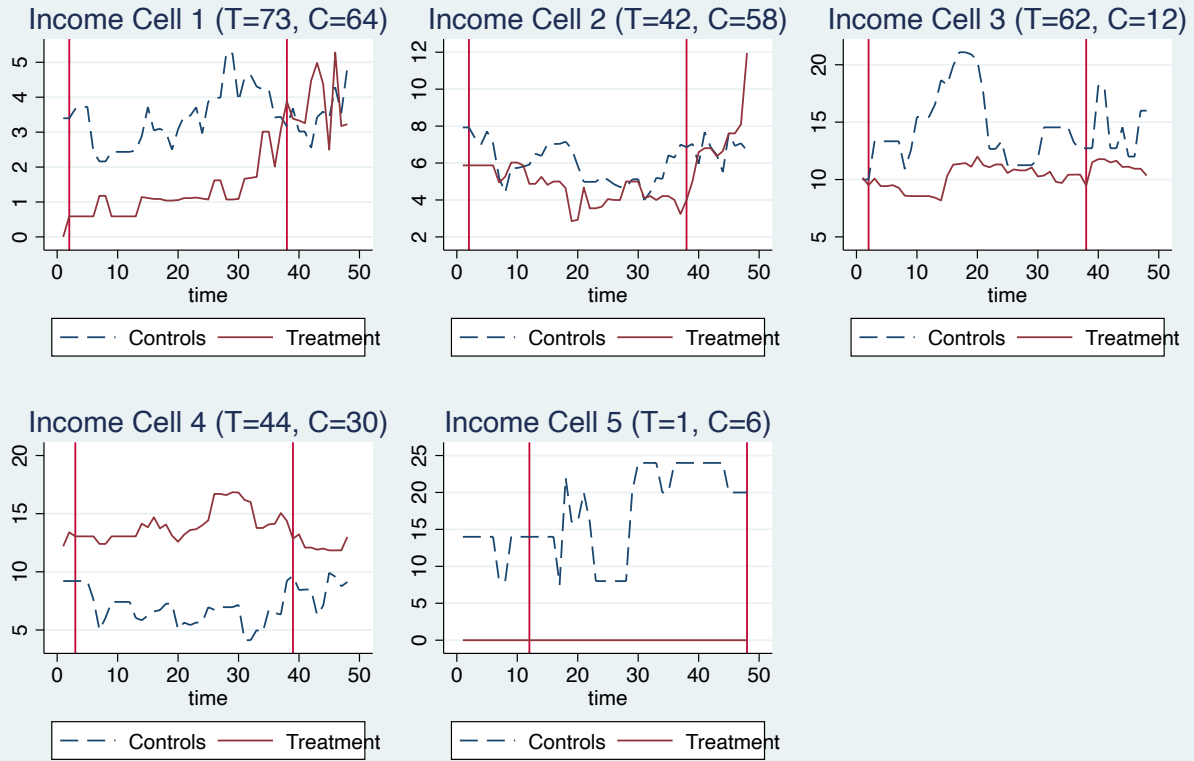 Income Cell 1 (T=73, C=64)
0 1 2 3 4 5
0 10 20 30 40 50
time
Controls Treatment
Income Cell 2 (T=42, C=58)
2 4 6 8 10 12
0 10 20 30 40 50
time
Controls Treatment
Income Cell 3 (T=62, C=12)
5 10 15 20
0 10 20 30 40 50
time
Controls Treatment
Income Cell 4 (T=44, C=30)
5 10 15 20
0 10 20 30 40 50
time
Controls Treatment
Income Cell 5 (T=1, C=6)
0 5 10 15 20 25
0 10 20 30 40 50
time
Controls Treatment